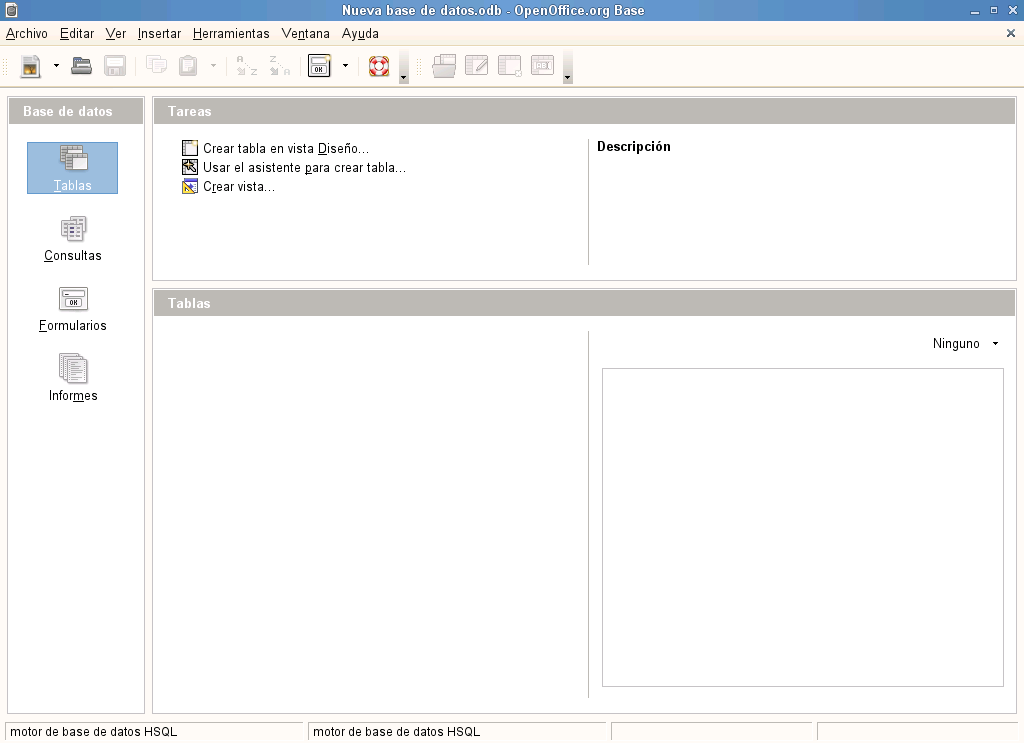 Nueva base de datos.odb - OpenOffice.org Base
Archivo Editar Ver Insertar Herramientas Ventana Ayuda
Base de datos
Tablas
Consultas
Formularios
Informes
Tareas
Crear tabla en vista Diseño...
Usar el asistente para crear tabla...
Crear vista...
Descripción
Tablas
Ninguno
motor de base de datos HSQL
motor de base de datos HSQL